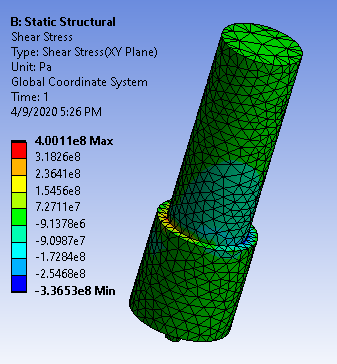 B: Static Structural
Shear Stress
Type: Shear Stress(XY Plane)
Unit: Pa
Global Coordinate System
Time: 1
4/9/2020 5:26 PM
4.0011e8 Max
3.1826e8
2.3641e8
1.5456e8
7.2711e7
-9.1378e6
-9.0987e7
-1.7284e8
-2.5468e8
-3.3653e8 Min